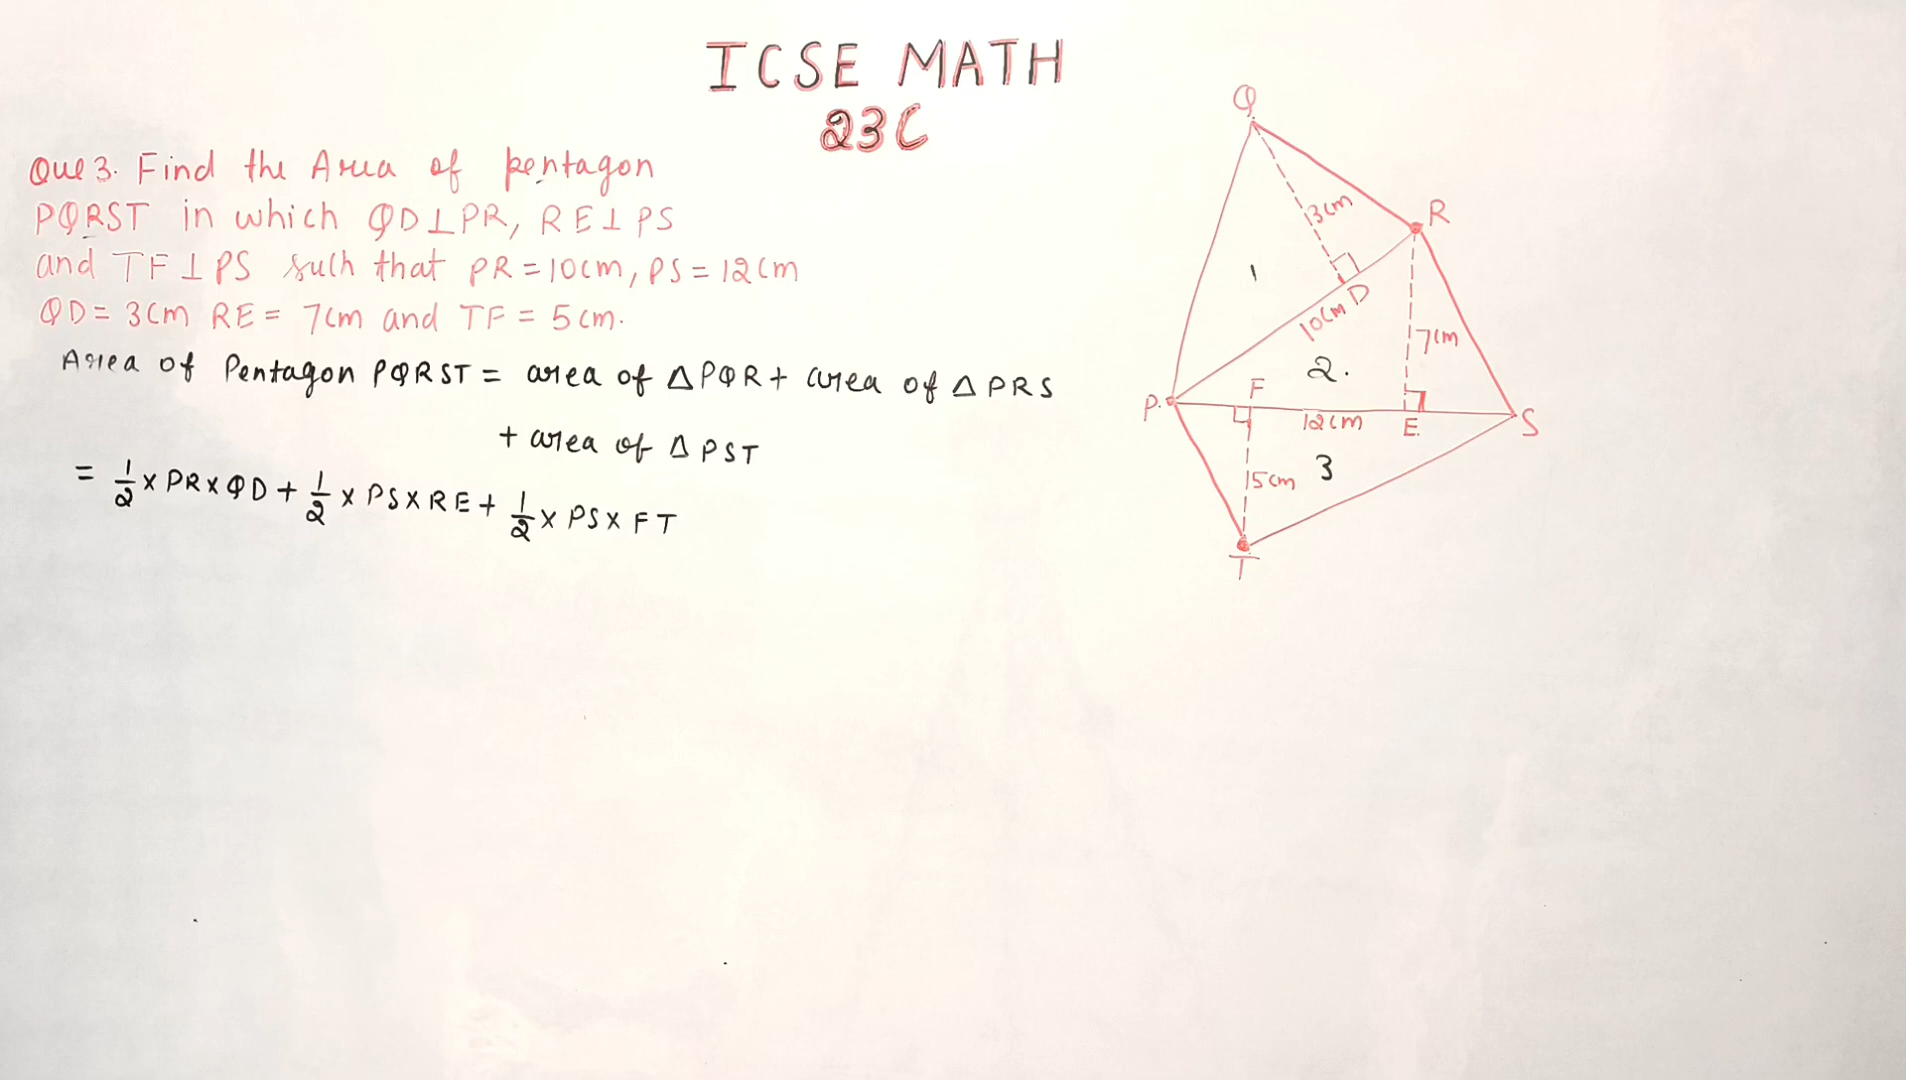 ICSE MATH
23C
Que 3. Find the Area of pentagon
PQRST in which QD⊥PR, RE⊥PS
and TF⊥PS such that PR=10cm, PS=12cm
QD=3cm RE=7cm and TF=5cm.
Area of Pentagon PQRST = area of △PQR + area of △PRS
+ area of △PST
= 1/2 × PR × QD + 1/2 × PS × RE + 1/2 × PS × FT
Q
R
3cm
1
D
10cm
7cm
2.
P.
F
12cm
E.
S
5cm
3
T